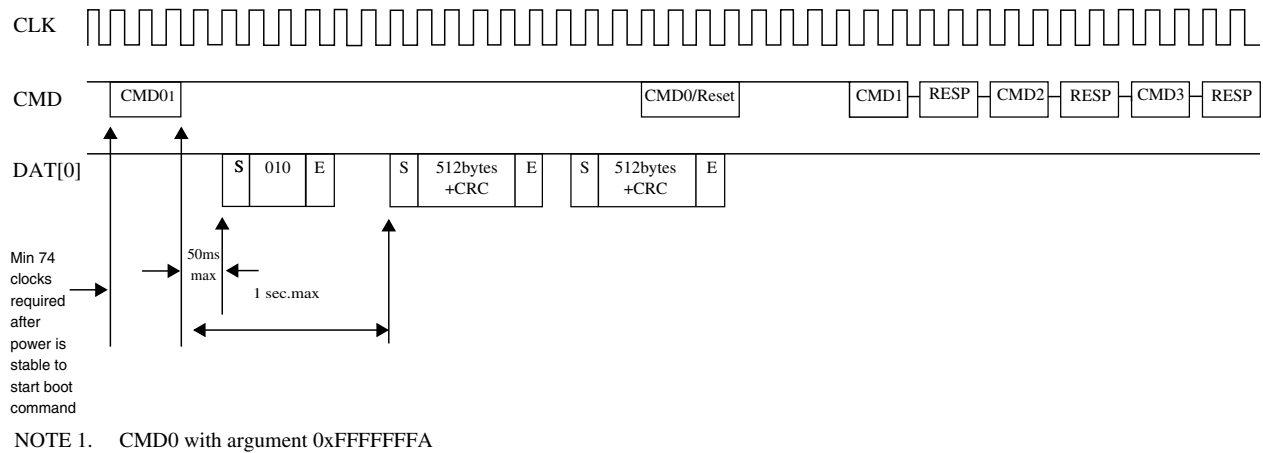 CLK
CMD
CMD01
CMD0/Reset
CMD1
RESP
CMD2
RESP
CMD3
RESP
DAT[0]
S
010
E
S
512bytes
+CRC
E
S
512bytes
+CRC
E
50ms
max
1 sec.max
Min 74
clocks
required
after
power is
stable to
start boot
command
NOTE 1. CMD0 with argument 0xFFFFFFFA